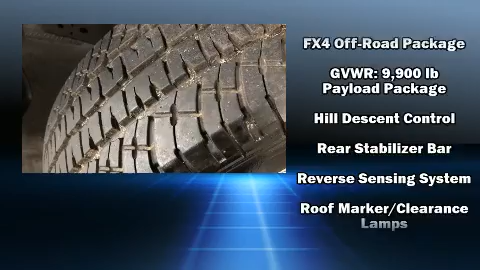 FX4 Off-Road Package
GVWR: 9,900 lb
Payload Package
Hill Descent Control
Rear Stabilizer Bar
Reverse Sensing System
Roof Marker/Clearance
Lamps